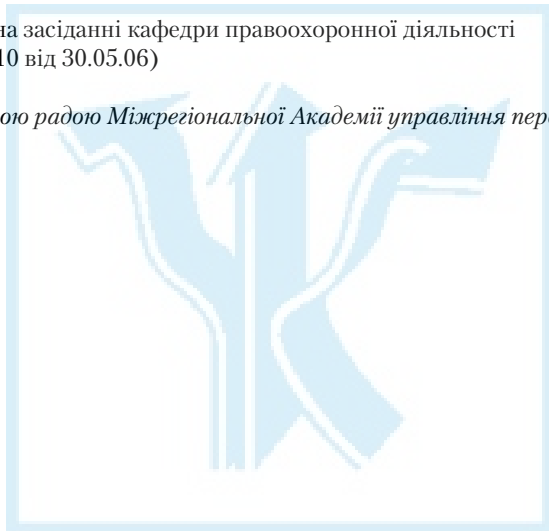 на засіданні кафедри правоохоронної діяльності
10 від 30.05.06)
ою радою Міжрегіональної Академії управління пер